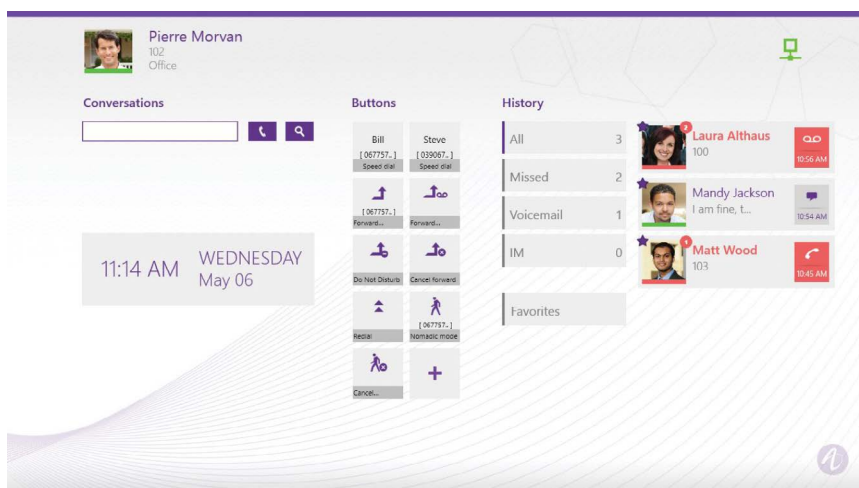 Pierre Morvan
102
Office
Conversations
11:14 AM
WEDNESDAY
May 06
Buttons
Bill
[ 067757.. ]
Speed dial
Steve
[ 039067.. ]
Speed dial
[ 067757.. ]
Forward...
Forward...
Do Not Disturb
Cancel Forward
Redial
[ 067757.. ]
Nomadic mode
Cancel...
History
All 3
Missed 2
Voicemail 1
IM 0
Favorites
2
Laura Althaus
100
10:56 AM
Mandy Jackson
I am fine, t...
10:54 AM
Matt Wood
103
10:45 AM